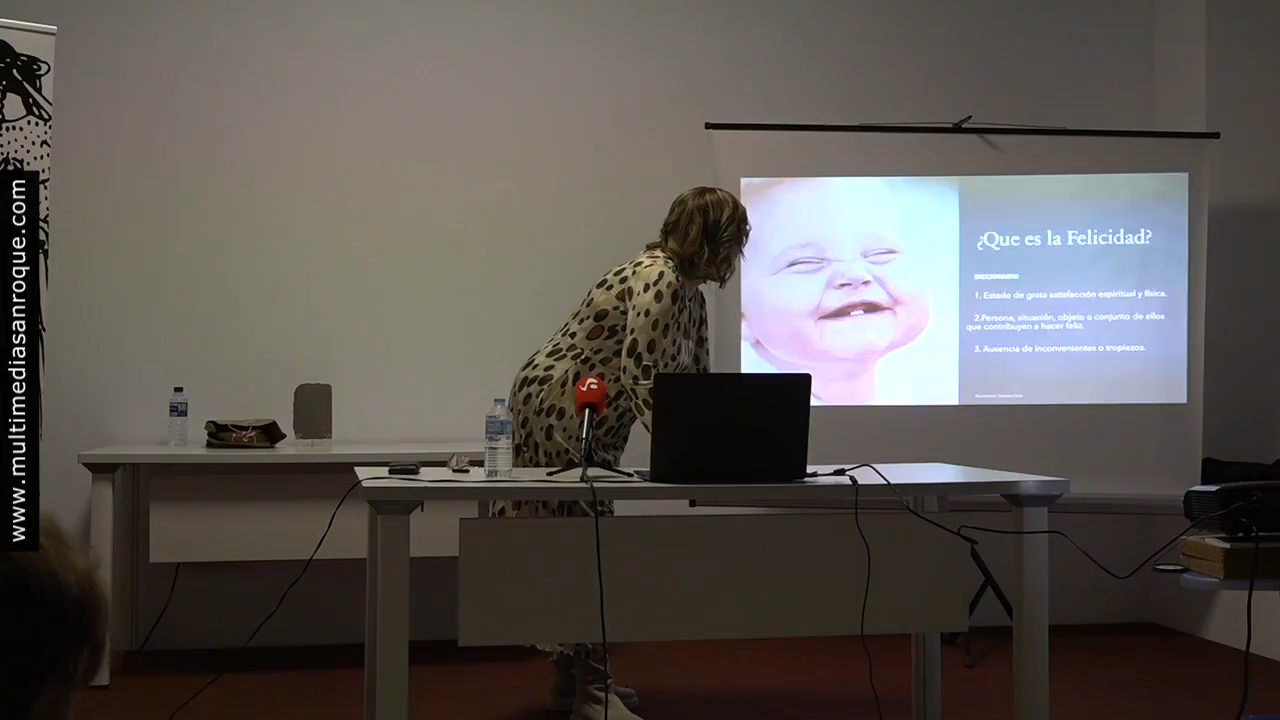 www.multimediasanroque.com
¿Que es la Felicidad?
DICCIONARIO
1. Estado de grata satisfacción espiritual y física.
2.Persona, situación, objeto o conjunto de ellos
que contribuyen a hacer feliz.
3. Ausencia de inconvenientes o tropiezos.